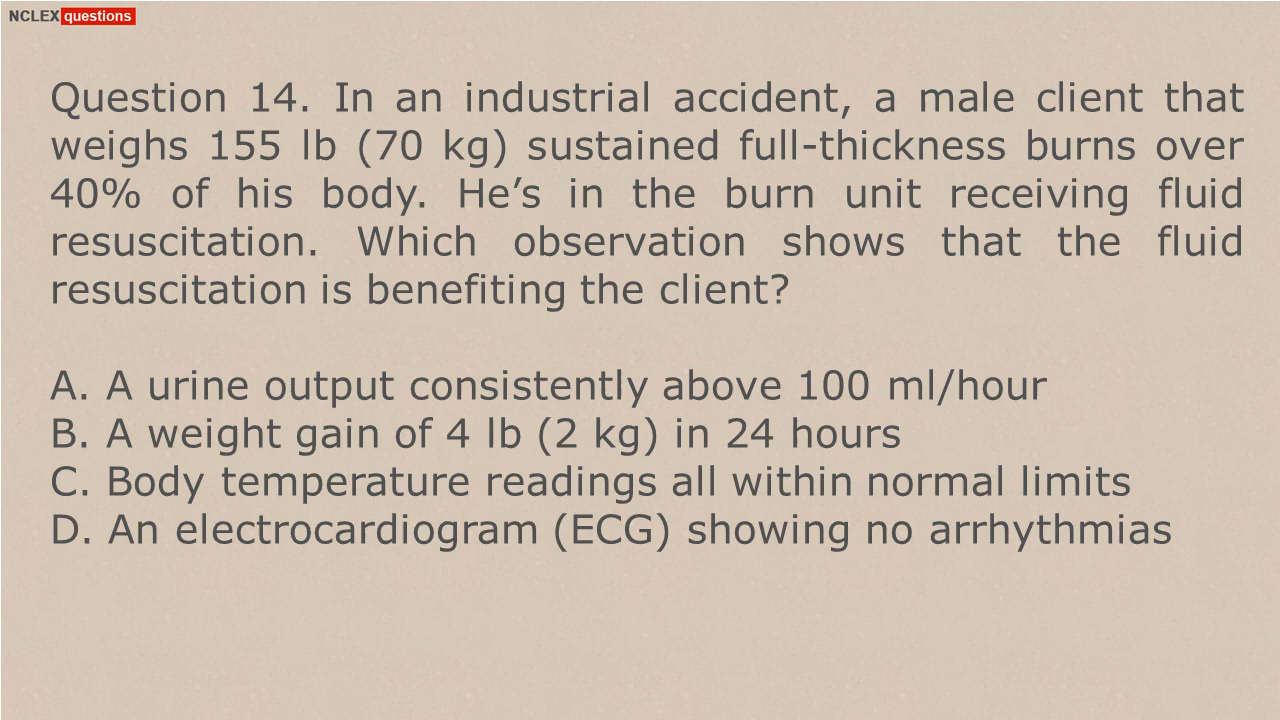 NCLEX questions
Question 14. In an industrial accident, a male client that
weighs 155 lb (70 kg) sustained full-thickness burns over
40% of his body. He’s in the burn unit receiving fluid
resuscitation. Which observation shows that the fluid
resuscitation is benefiting the client?
A. A urine output consistently above 100 ml/hour
B. A weight gain of 4 lb (2 kg) in 24 hours
C. Body temperature readings all within normal limits
D. An electrocardiogram (ECG) showing no arrhythmias